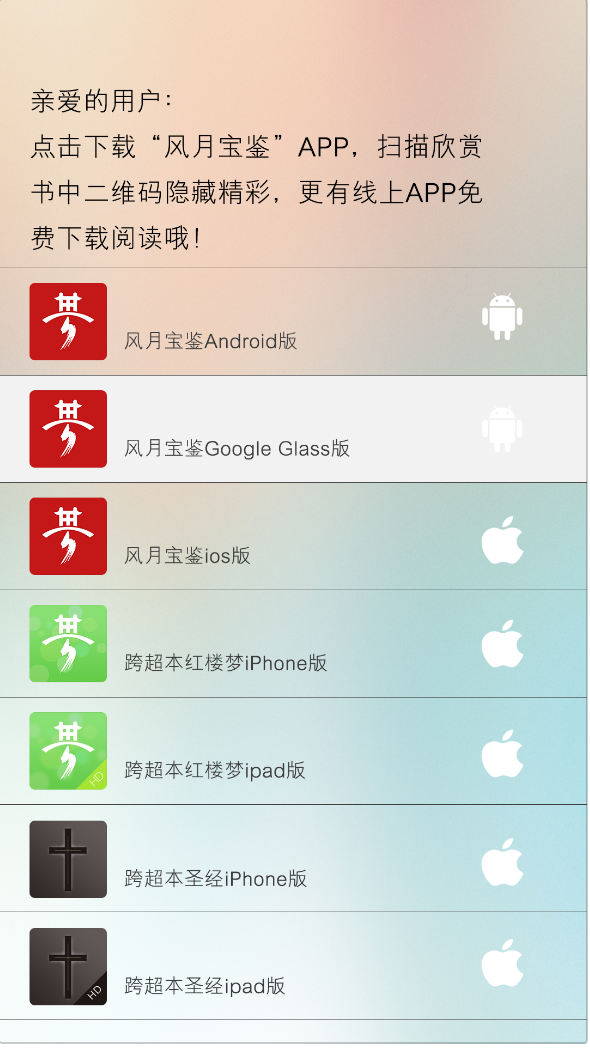 亲爱的用户：
点击下载“风月宝鉴”APP，扫描欣赏
书中二维码隐藏精彩，更有线上APP免
费下载阅读哦！
梦
风月宝鉴Android版
梦
风月宝鉴Google Glass版
梦
风月宝鉴ios版
梦
跨超本红楼梦iPhone版
梦
HD
跨超本红楼梦ipad版
跨超本圣经iPhone版
HD
跨超本圣经ipad版